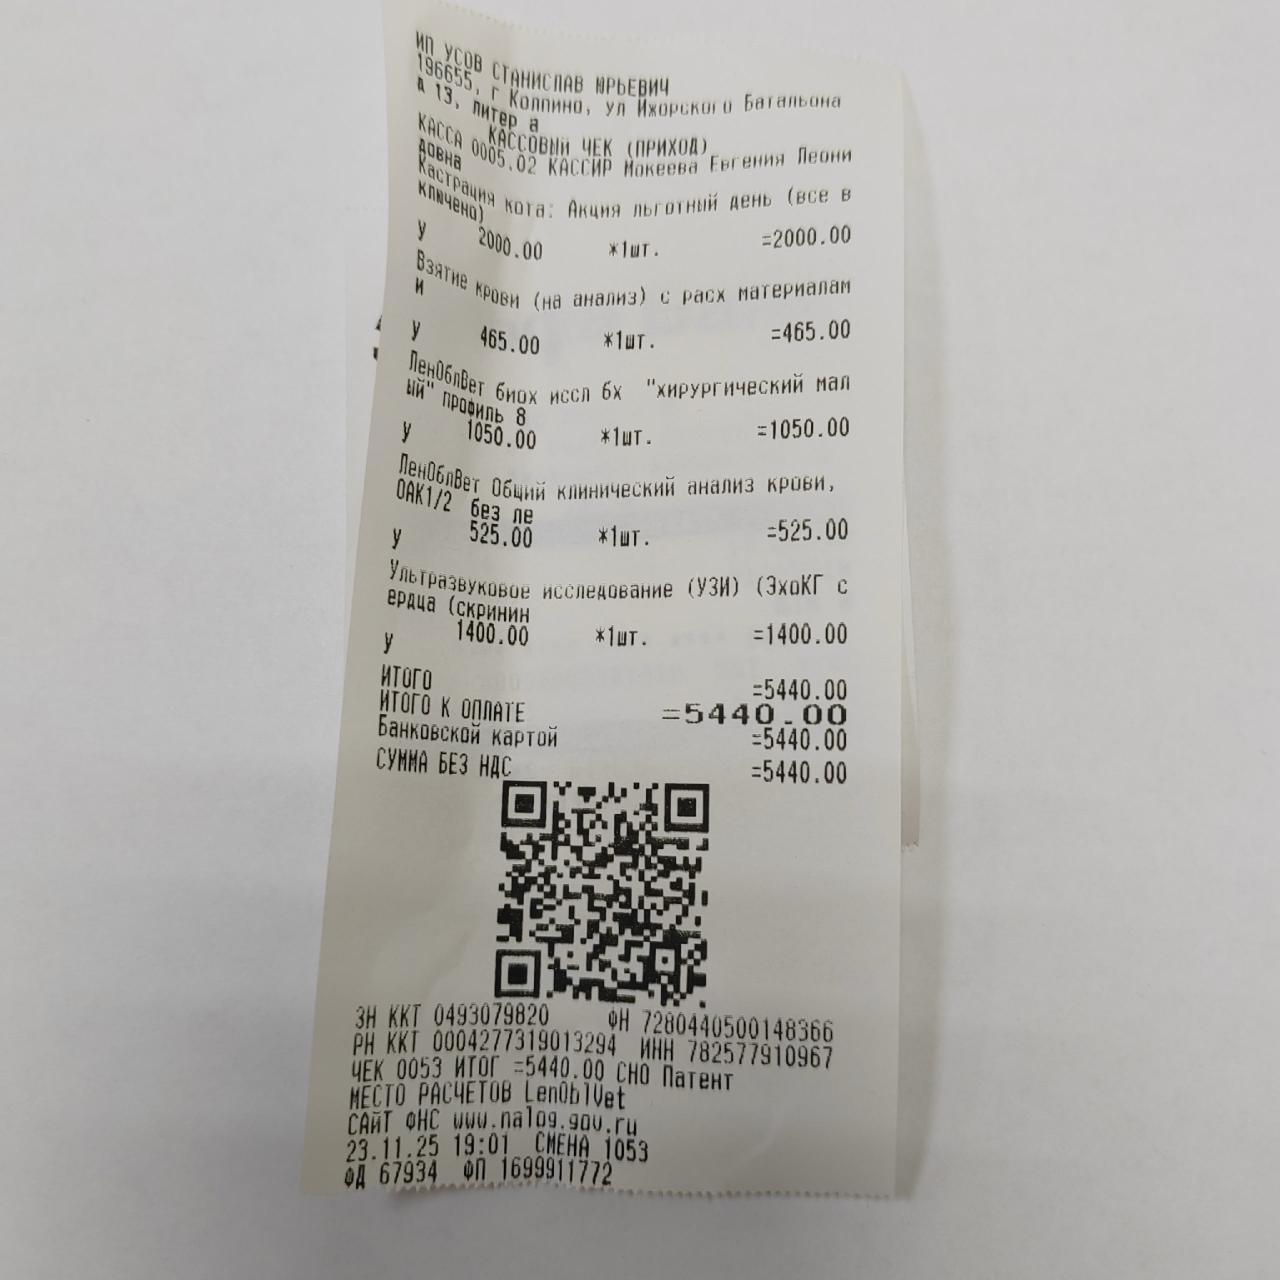 ИП УСОВ СТАНИСЛАВ ЮРЬЕВИЧ
196655, г Колпино, ул Ижорского Батальона
д 13, литер а
КАССОВЫЙ ЧЕК (ПРИХОД)
КАССА 0005.02 КАССИР Мокеева Евгения Леони
довна
Кастрация кота: Акция льготный день (все в
ключено)
У 2000.00 *1шт. =2000.00
Взятие крови (на анализ) с расх материалам
и
У 465.00 *1шт. =465.00
ЛенОблВет биох иссл бх "хирургический мал
ый" профиль 8
У 1050.00 *1шт. =1050.00
ЛенОблВет Общий клинический анализ крови,
ОАК1/2 без ле
У 525.00 *1шт. =525.00
Ультразвуковое исследование (УЗИ) (ЭхоКГ с
ердца (скринин
У 1400.00 *1шт. =1400.00
ИТОГО =5440.00
ИТОГО К ОПЛАТЕ =5440.00
Банковской картой =5440.00
СУММА БЕЗ НДС =5440.00
ЗН ККТ 0493079820 ФН 7280440500148366
РН ККТ 0004277319013294 ИНН 782577910967
ЧЕК 0053 ИТОГ =5440.00 СНО Патент
МЕСТО РАСЧЕТОВ LenOblVet
САЙТ ФНС www.nalog.gov.ru
23.11.25 19:01 СМЕНА 1053
ФД 67934 ФП 1699911772